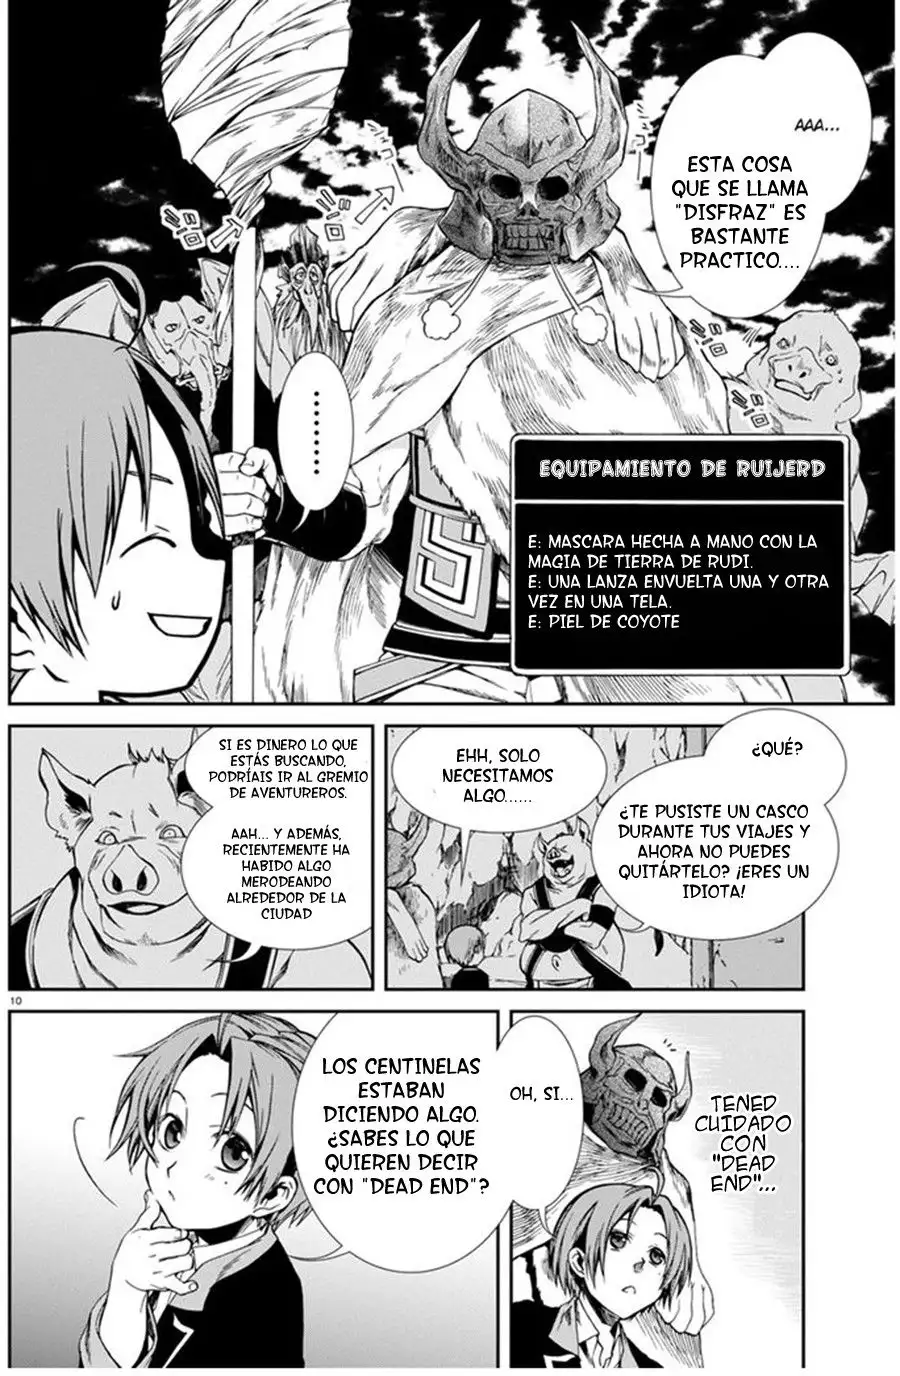 AAA...
ESTA COSA
QUE SE LLAMA
"DISFRAZ" ES
BASTANTE
PRACTICO....
........
EQUIPAMIENTO DE RUIJERD
E: MASCARA HECHA A MANO CON LA
MAGIA DE TIERRA DE RUDI.
E: UNA LANZA ENVUELTA UNA Y OTRA
VEZ EN UNA TELA.
E: PIEL DE COYOTE
¿QUÉ?
¿TE PUSISTE UN CASCO
DURANTE TUS VIAJES Y
AHORA NO PUEDES
QUITÁRTELO? ¡ERES UN
IDIOTA!
EHH, SOLO
NECESITAMOS
ALGO......
SI ES DINERO LO QUE
ESTÁS BUSCANDO,
PODRÍAIS IR AL GREMIO
DE AVENTUREROS.
AAH... Y ADEMÁS,
RECIENTEMENTE HA
HABIDO ALGO
MERODEANDO
ALREDEDOR DE LA
CIUDAD
10
TENED
CUIDADO
CON
"DEAD
END"...
OH, SI...
LOS CENTINELAS
ESTABAN
DICIENDO ALGO.
¿SABES LO QUE
QUIEREN DECIR
CON "DEAD END"?